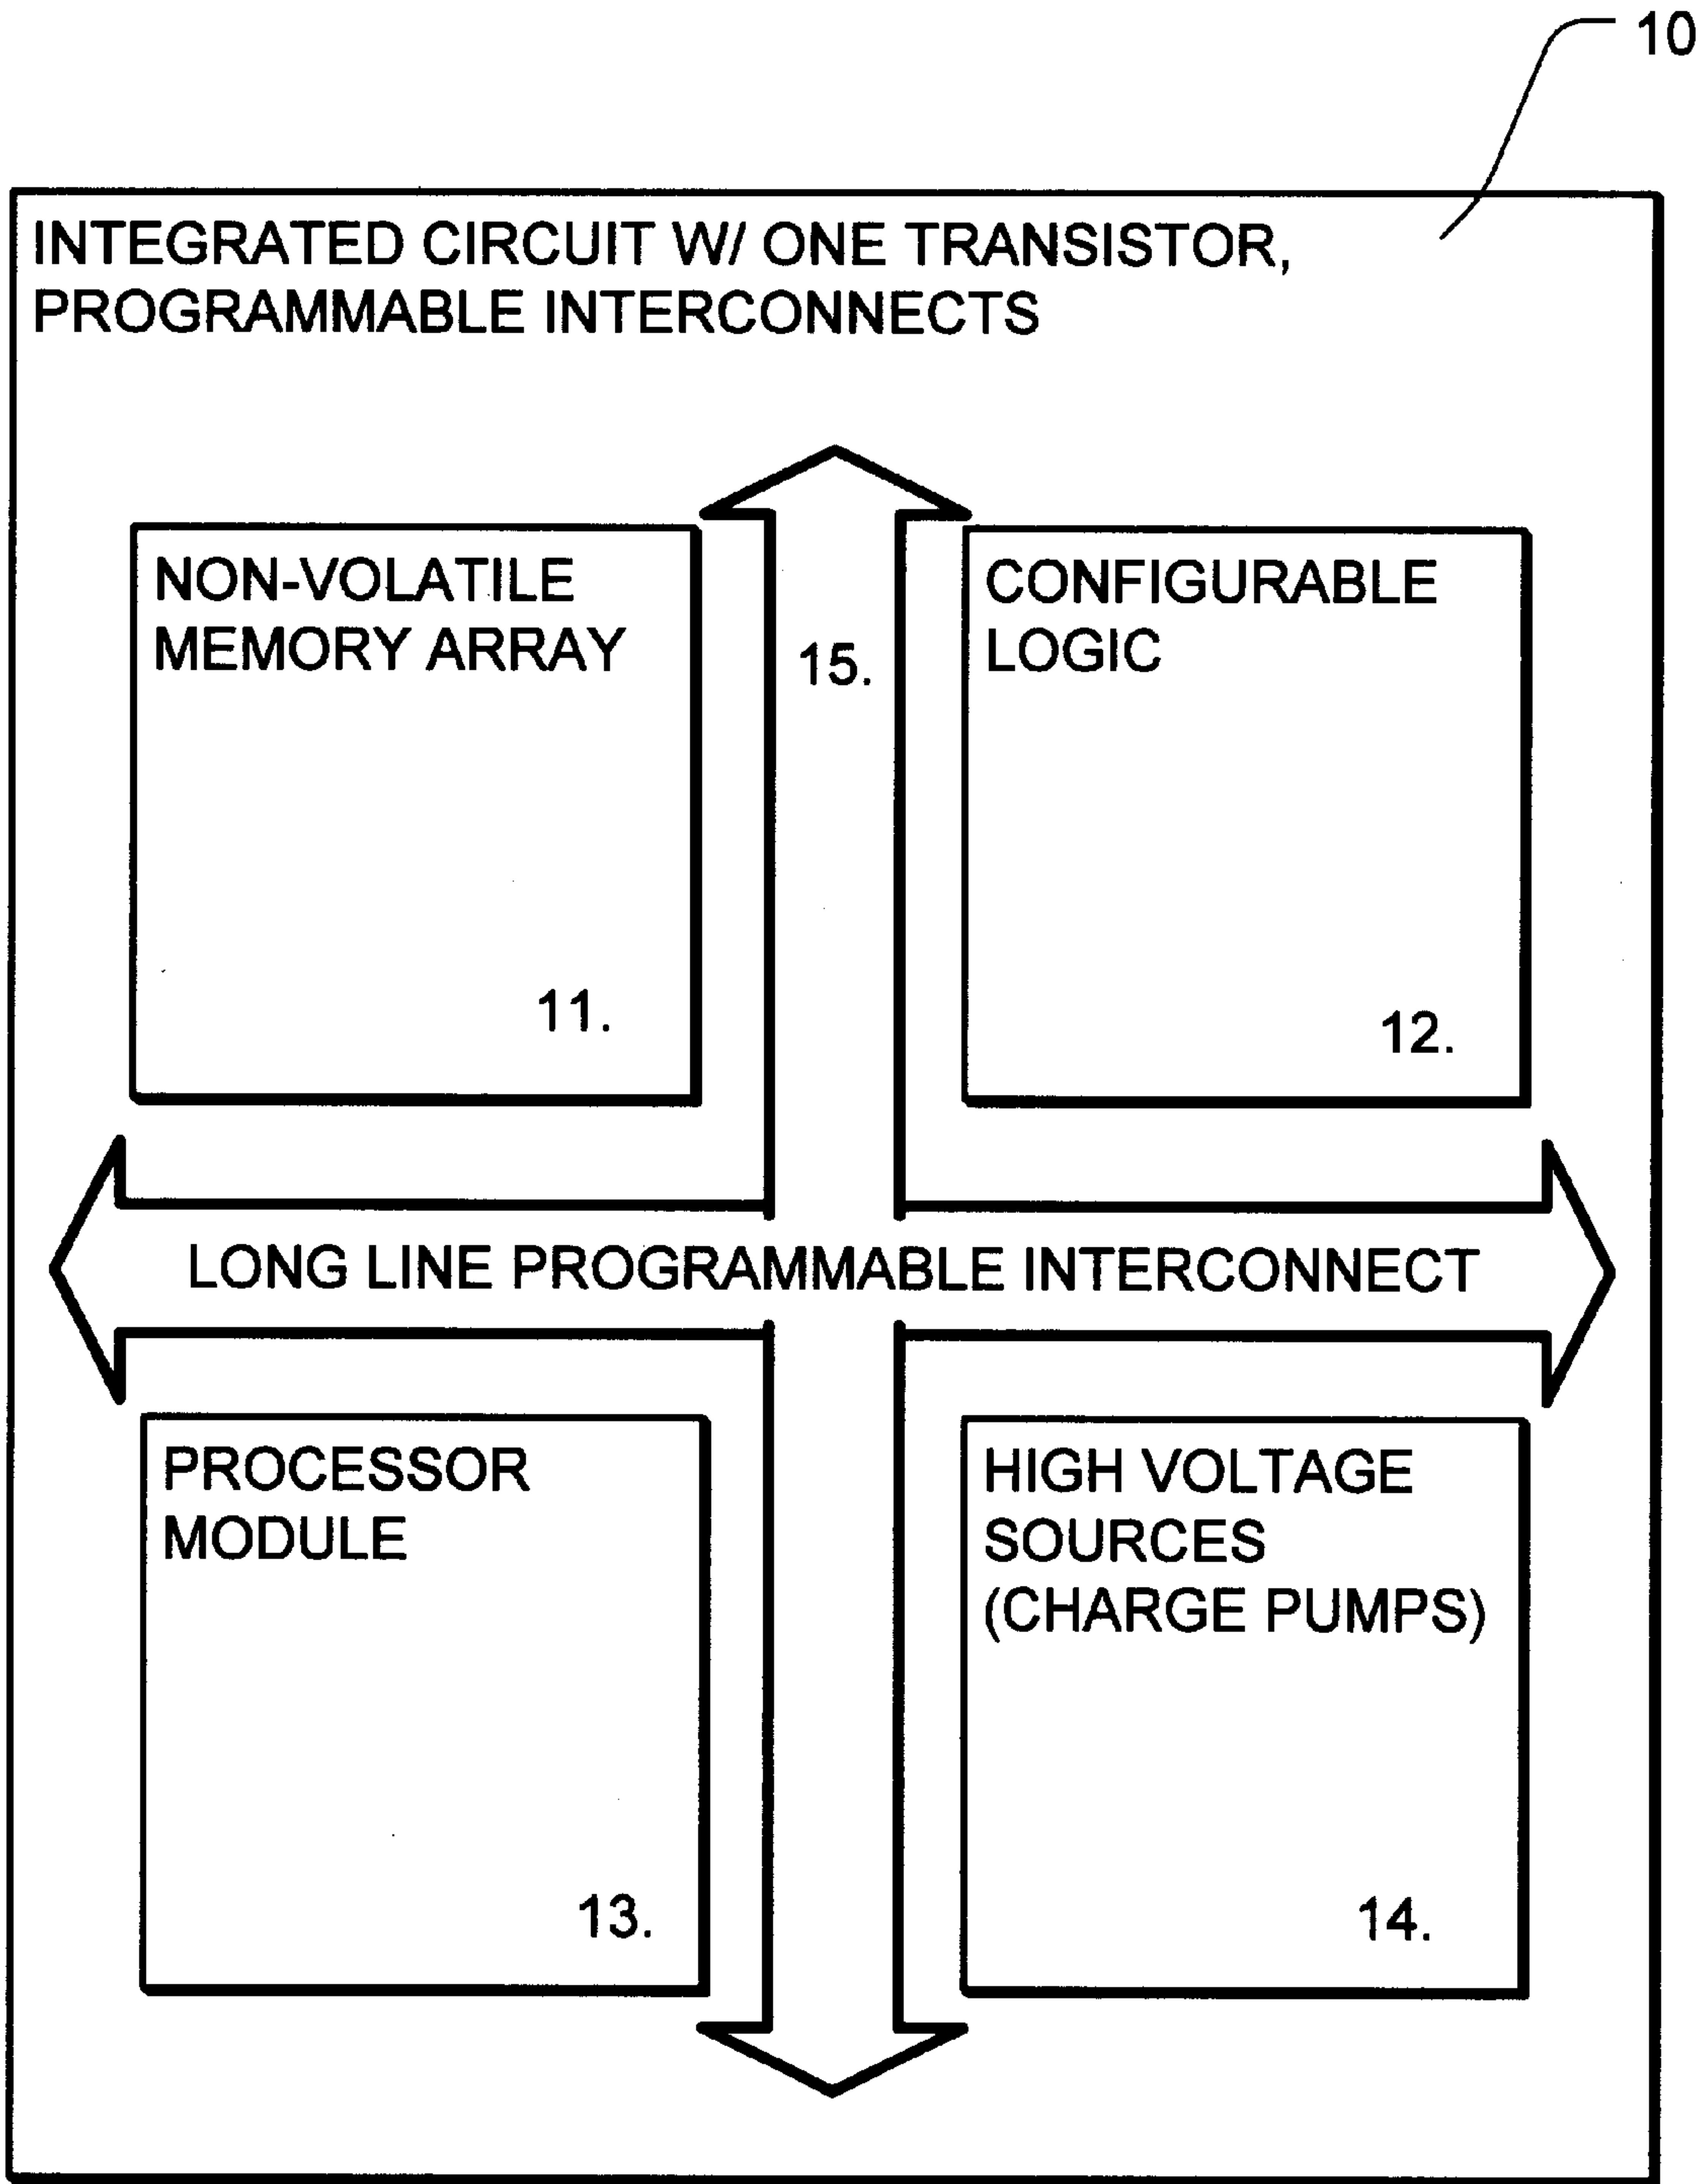 10
INTEGRATED CIRCUIT W/ ONE TRANSISTOR,
PROGRAMMABLE INTERCONNECTS
NON-VOLATILE
MEMORY ARRAY
11.
15.
CONFIGURABLE
LOGIC
12.
LONG LINE PROGRAMMABLE INTERCONNECT
PROCESSOR
MODULE
13.
HIGH VOLTAGE
SOURCES
(CHARGE PUMPS)
14.